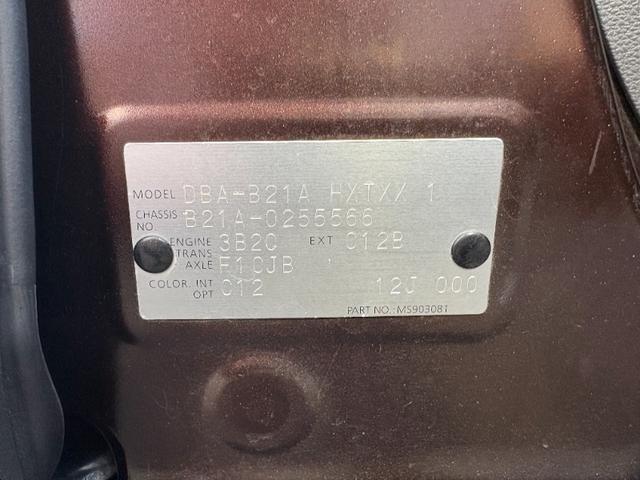 MODEL DBA-B21A HXTXX 1
CHASSIS NO. B21A-0255566
ENGINE 3B20 EXT C12B
TRANS AXLE F1CJB
COLOR. INT C12 12J 000
OPT
PART NO.: MS903081